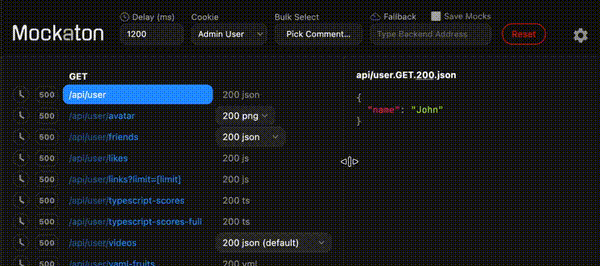 Mockaton
Delay (ms)
1200
Cookie
Admin User
Bulk Select
Pick Comment…
Fallback
Save Mocks
Type Backend Address
Reset
GET
500 /api/user 200 json
500 /api/user/avatar 200 png
500 /api/user/friends 200 json
500 /api/user/likes 200 js
500 /api/user/links?limit=[limit] 200 js
500 /api/user/typescript-scores 200 ts
500 /api/user/typescript-scores-full 200 ts
500 /api/user/videos 200 json (default)
500 /api/user/yaml-fruits 200 yml
api/user.GET.200.json
{
"name": "John"
}